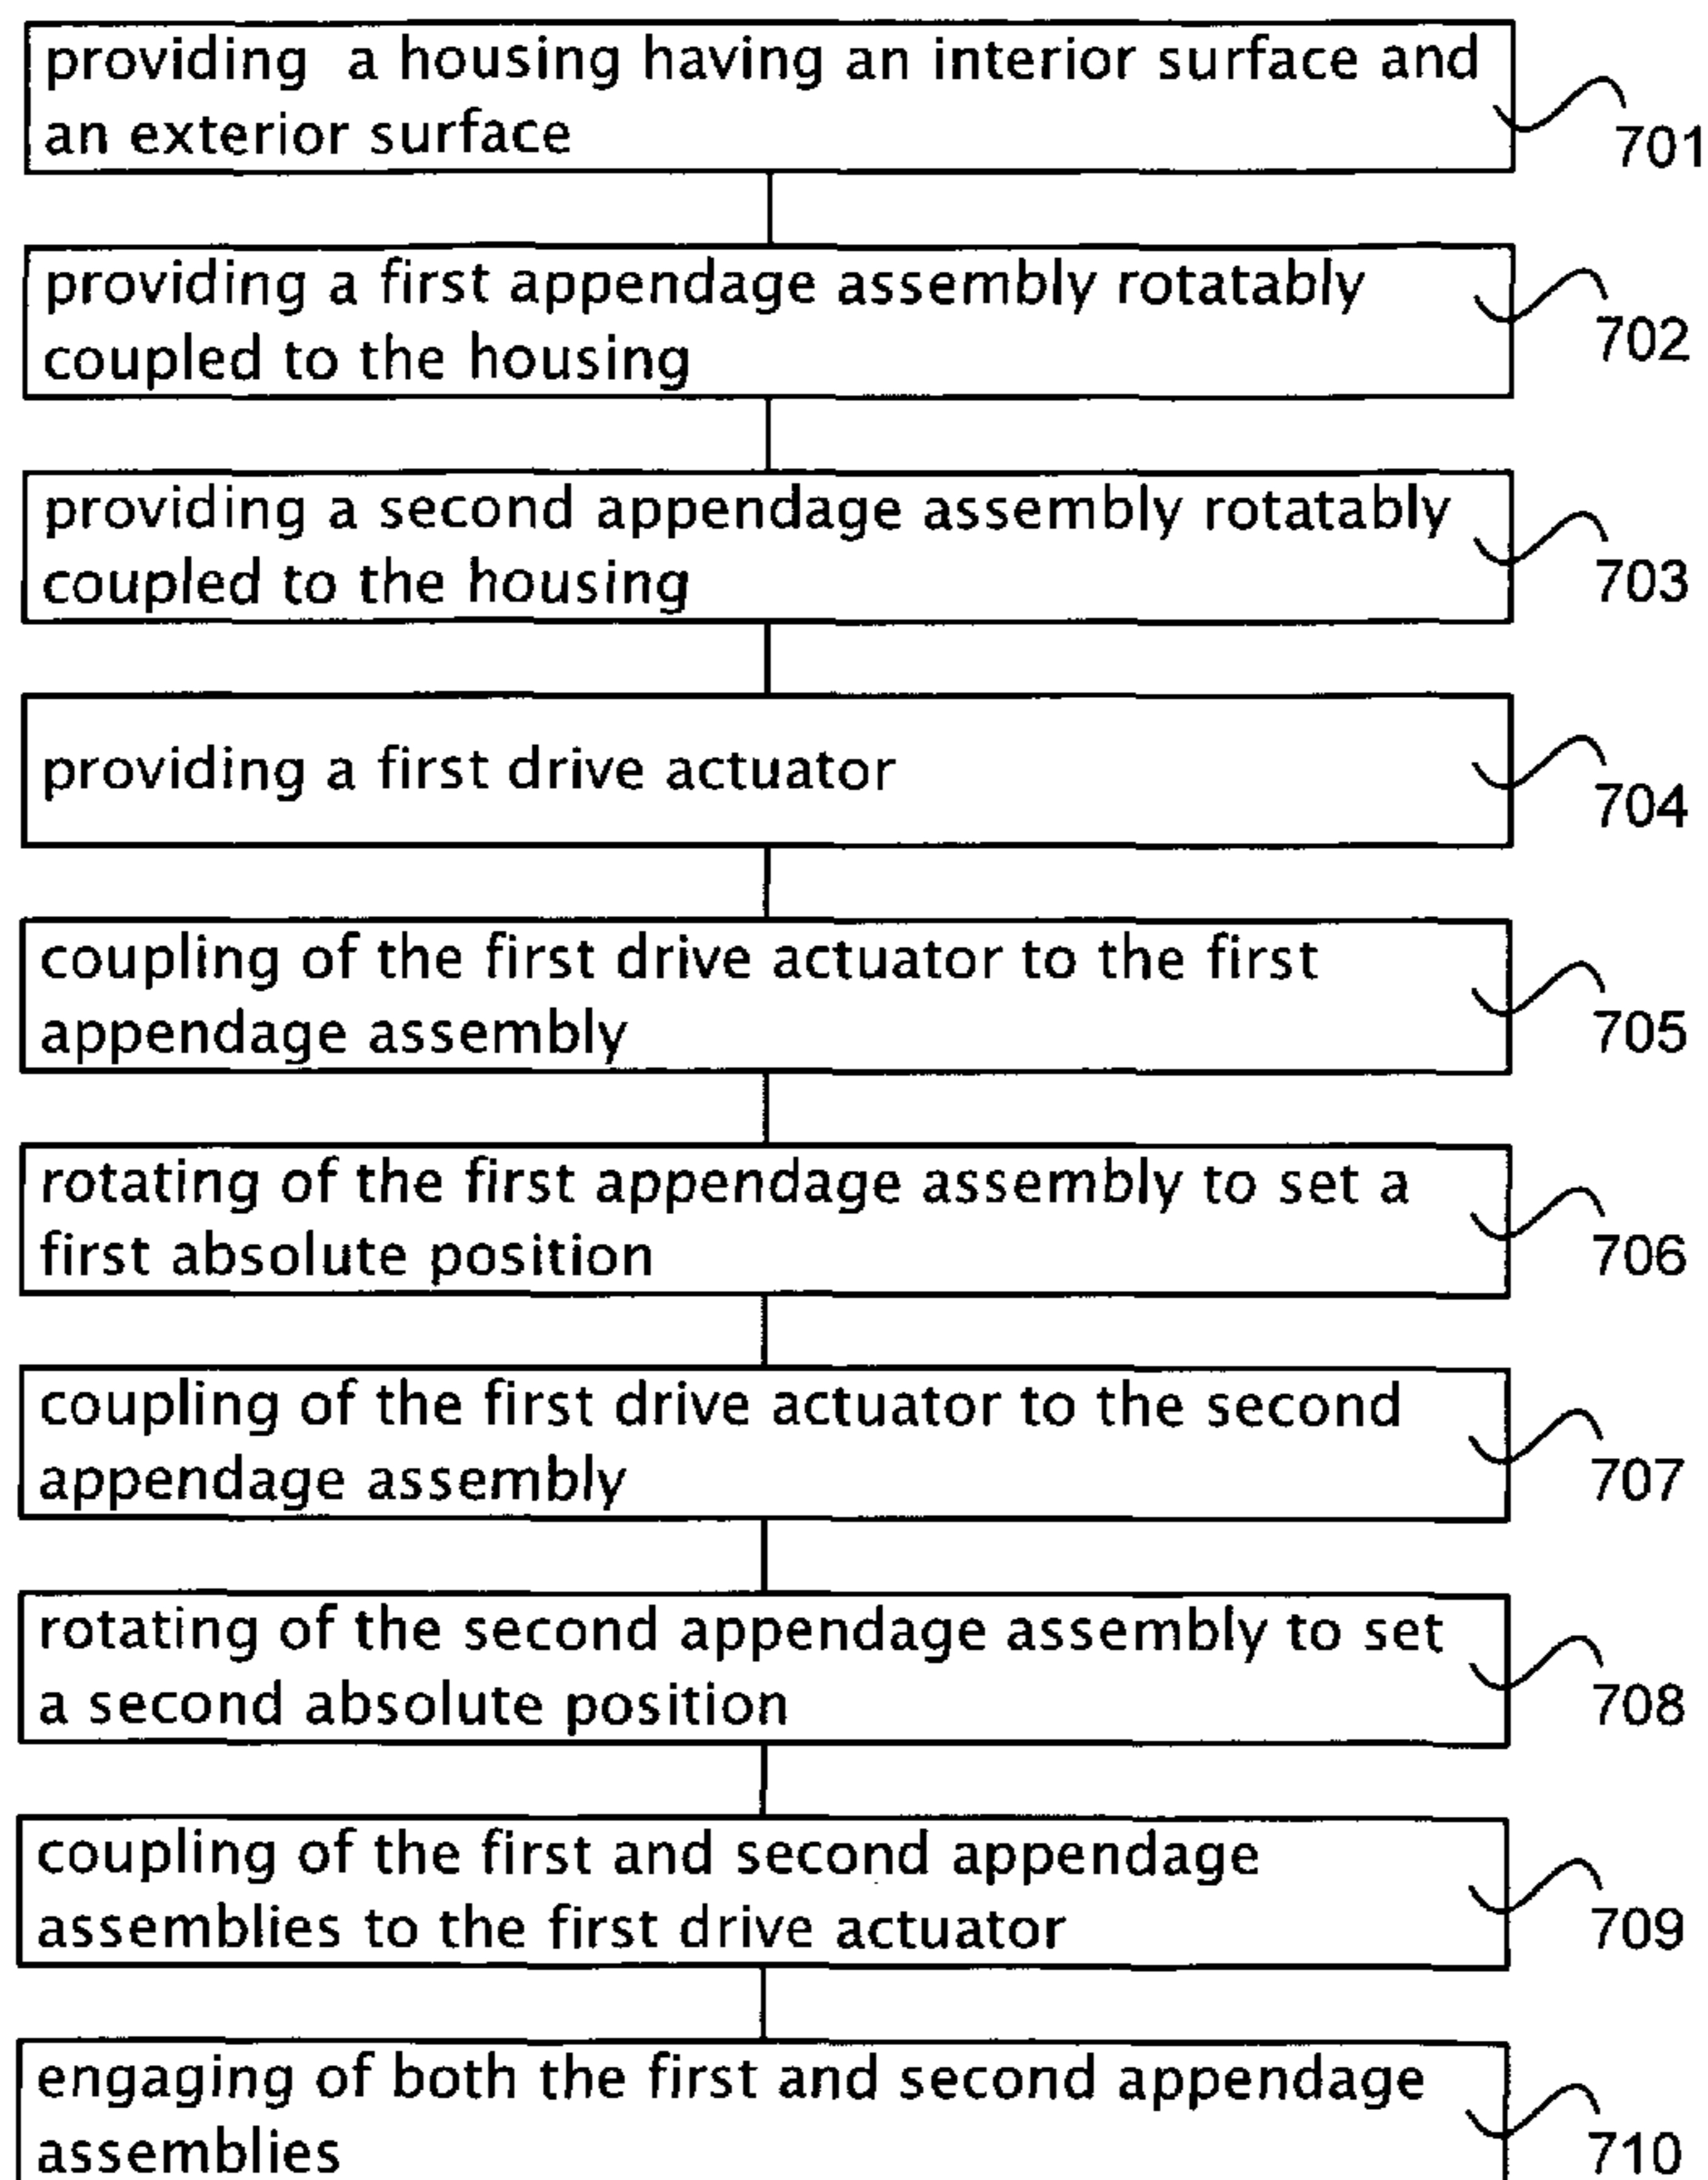 providing a housing having an interior surface and
an exterior surface
701
providing a first appendage assembly rotatably
coupled to the housing
702
providing a second appendage assembly rotatably
coupled to the housing
703
providing a first drive actuator
704
coupling of the first drive actuator to the first
appendage assembly
705
rotating of the first appendage assembly to set a
first absolute position
706
coupling of the first drive actuator to the second
appendage assembly
707
rotating of the second appendage assembly to set
a second absolute position
708
coupling of the first and second appendage
assemblies to the first drive actuator
709
engaging of both the first and second appendage
assemblies
710